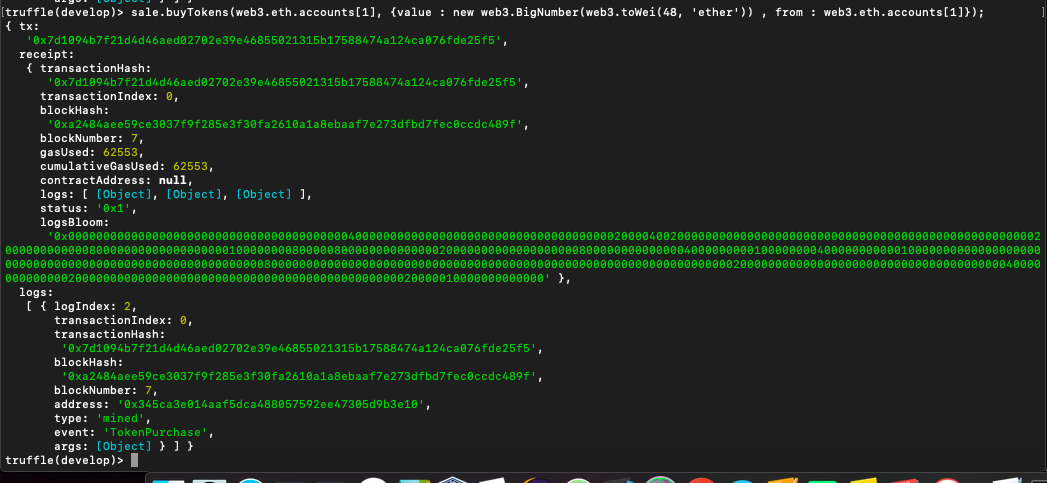 truffle(develop)> sale.buyTokens(web3.eth.accounts[1], {value : new web3.BigNumber(web3.toWei(48, 'ether')) , from : web3.eth.accounts[1]});
{ tx:
'0x7d1094b7f21d4d46aed02702e39e46855021315b17588474a124ca076fde25f5',
receipt:
{ transactionHash:
'0x7d1094b7f21d4d46aed02702e39e46855021315b17588474a124ca076fde25f5',
transactionIndex: 0,
blockHash:
'0xa2484aee59ce3037f9f285e3f30fa2610a1a8ebaaf7e273dfbd7fec0ccdc489f',
blockNumber: 7,
gasUsed: 62553,
cumulativeGasUsed: 62553,
contractAddress: null,
logs: [ [Object], [Object], [Object] ],
status: '0x1',
logsBloom:
logs:
[ { logIndex: 2,
transactionIndex: 0,
transactionHash:
'0x7d1094b7f21d4d46aed02702e39e46855021315b17588474a124ca076fde25f5',
blockHash:
'0xa2484aee59ce3037f9f285e3f30fa2610a1a8ebaaf7e273dfbd7fec0ccdc489f',
blockNumber: 7,
address: '0x345ca3e014aaf5dca488057592ee47305d9b3e10',
type: 'mined',
event: 'TokenPurchase',
args: [Object] } ] }
truffle(develop)>